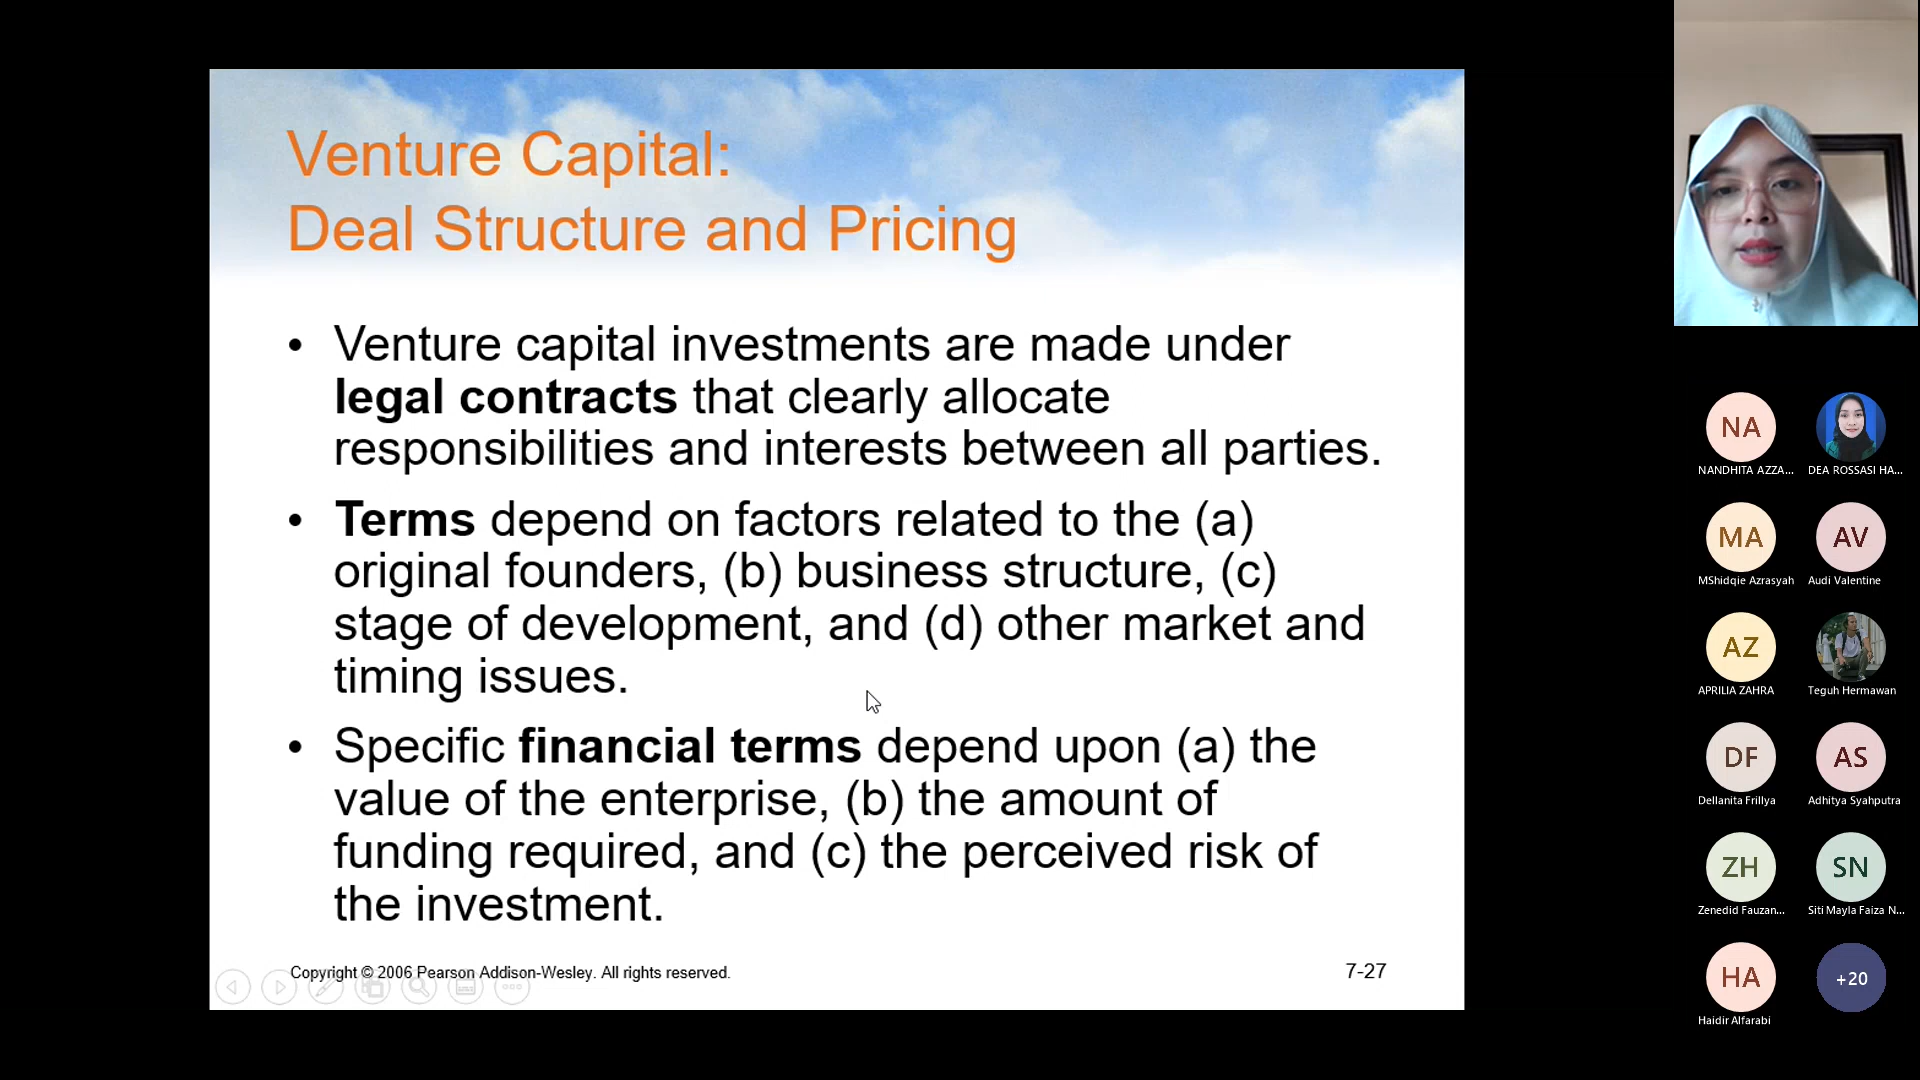 Venture Capital:
Deal Structure and Pricing
• Venture capital investments are made under
legal contracts that clearly allocate
responsibilities and interests between all parties.
• Terms depend on factors related to the (a)
original founders, (b) business structure, (c)
stage of development, and (d) other market and
timing issues.
• Specific financial terms depend upon (a) the
value of the enterprise, (b) the amount of
funding required, and (c) the perceived risk of
the investment.
Copyright © 2006 Pearson Addison-Wesley. All rights reserved.
7-27
NA
NANDHITA AZZA...
DEA ROSSASI HA...
MA
MShidqie Azrasyah
AV
Audi Valentine
AZ
APRILIA ZAHRA
Teguh Hermawan
DF
Dellanita Frillya
AS
Adhitya Syahputra
ZH
Zenedid Fauzan...
SN
Siti Mayla Faiza N...
HA
Haidir Alfarabi
+20